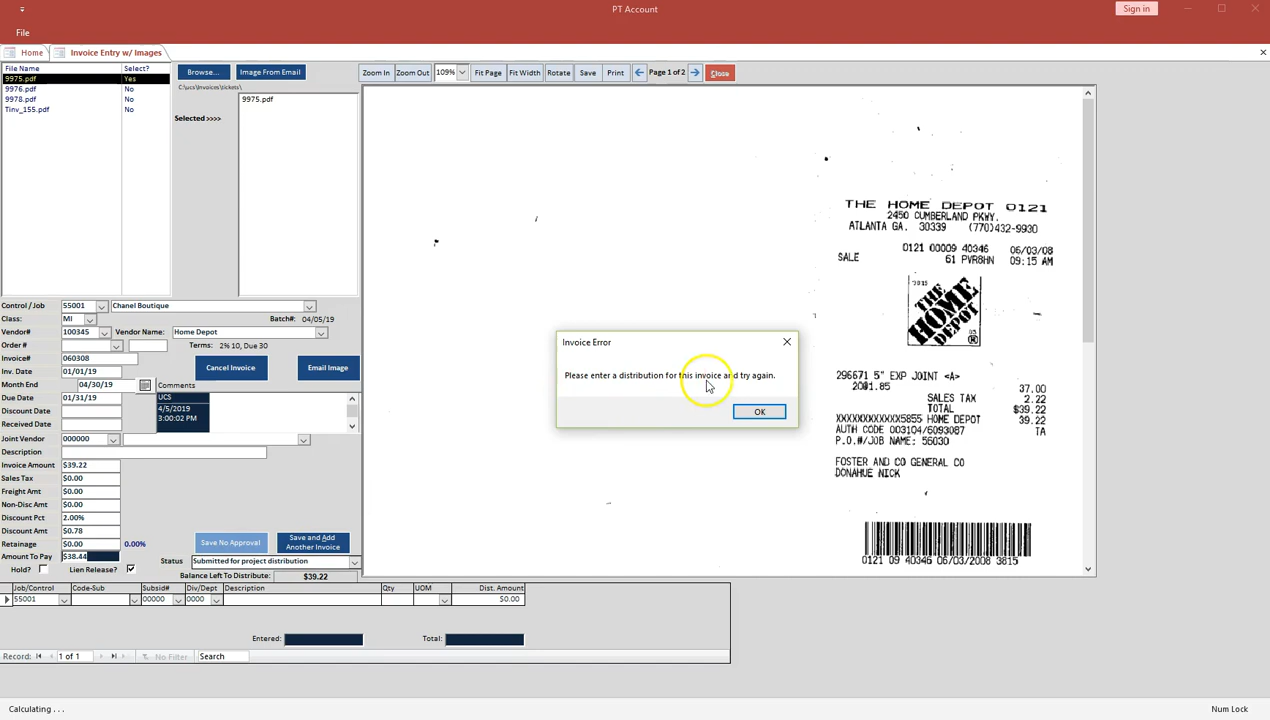 PT Account
Sign in
File
Home
Invoice Entry w/ Images
File Name Select?
9975.pdf Yes
9976.pdf No
9978.pdf No
Tinv_155.pdf No
Browse... Image From Email
C:\ucs\Invoices\tickets\
Selected >>>>
9975.pdf
Zoom In Zoom Out 109% Fit Page Fit Width Rotate Save Print Page 1 of 2 Close
THE HOME DEPOT 0121
2450 CUMBERLAND PKWY.
ATLANTA GA. 30339 (770)432-9930
0121 00009 40346 06/03/08
SALE 61 PVR8HN 09:15 AM
THE HOME DEPOT
296671 5" EXP JOINT <A>
2@@1.85 37.00
SALES TAX 2.22
TOTAL $39.22
XXXXXXXXXXXX5855 HOME DEPOT 39.22
AUTH CODE 003104/6093087 TA
P.O.#/JOB NAME: 56030
FOSTER AND CO GENERAL CO
DONAHUE NICK
0121 09 40346 06/03/2008 3815
Control / Job 55001 Chanel Boutique
Class: MI Batch#: 04/05/19
Vendor# 100345 Vendor Name: Home Depot
Order # Terms: 2% 10, Due 30
Invoice# 060308
Inv. Date 01/01/19
Cancel Invoice Email Image
Month End 04/30/19 Comments
Due Date 01/31/19
Discount Date
Received Date
UCS
4/5/2019
3:00:02 PM
Joint Vendor 000000
Description
Invoice Amount $39.22
Sales Tax $0.00
Freight Amt $0.00
Non-Disc Amt $0.00
Discount Pct 2.00%
Discount Amt $0.78
Retainage $0.00 0.00%
Amount To Pay $38.44
Hold? Lien Release?
Save No Approval
Save and Add
Another Invoice
Status Submitted for project distribution
Balance Left To Distribute: $39.22
Job/Control Code-Sub Subsid# Div/Dept Description Qty UOM Dist. Amount
55001 00000 0000 $0.00
Entered: Total:
Record: 1 of 1 No Filter Search
Invoice Error
Please enter a distribution for this invoice and try again.
OK
Calculating . . .
Num Lock